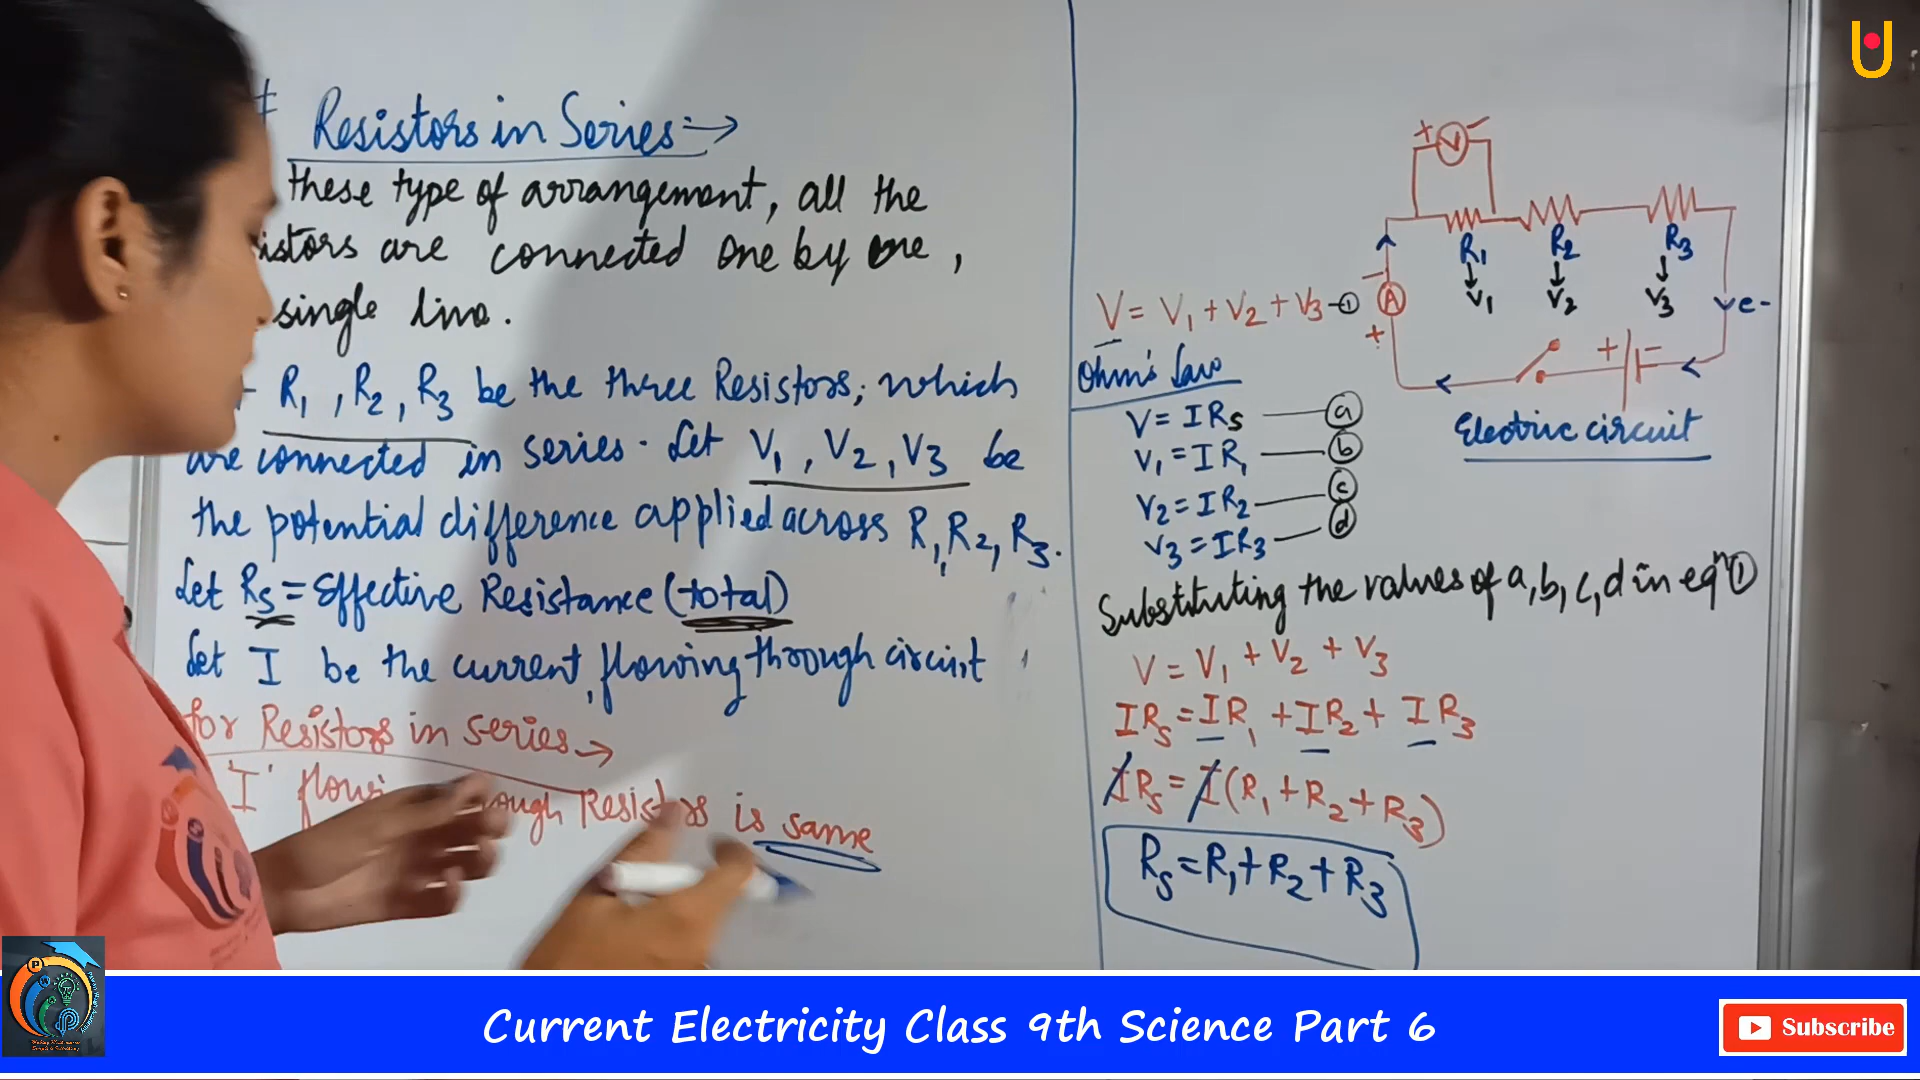 Resistors in Series:→
these type of arrangement, all the
istors are connected one by one,
single line.
R1, R2, R3 be the three Resistors, which
are connected in series. Let V1, V2, V3 be
the potential difference applied across R1, R2, R3.
Let Rs = Effective Resistance (total)
Let I be the current, flowing through circuit
for Resistors in series→
'I' flowi ough Resistors is same
V
+ −
R1 R2 R3
V1 V2 V3
A
− +
e-
+ −
Electric circuit
V = V1 + V2 + V3 —①
Ohm's law
V = IRs — ⓐ
V1 = IR1 — ⓑ
V2 = IR2 — ⓒ
V3 = IR3 — ⓓ
Substituting the values of a, b, c, d in eqn ①
V = V1 + V2 + V3
IRs = IR1 + IR2 + IR3
IRs = I(R1 + R2 + R3)
Rs = R1 + R2 + R3
Current Electricity Class 9th Science Part 6
Subscribe